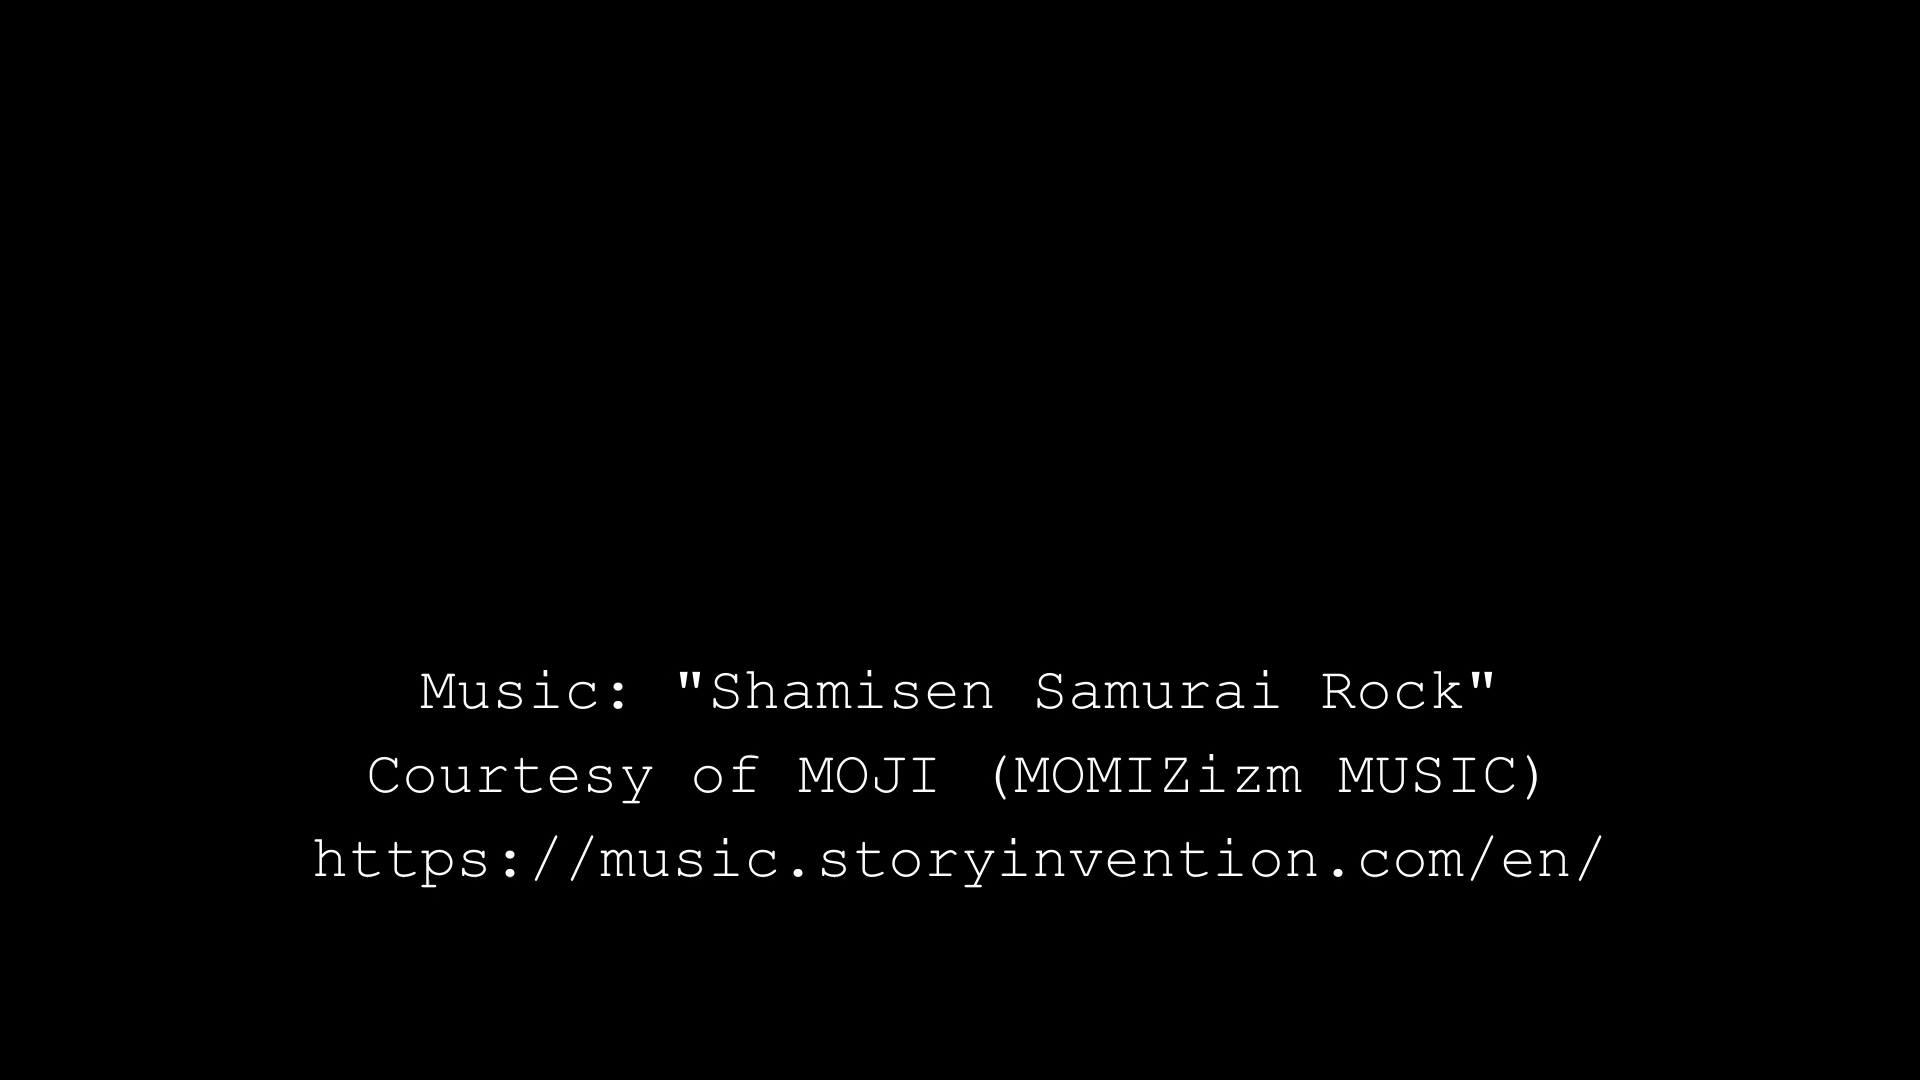 Music: "Shamisen Samurai Rock"
Courtesy of MOJI (MOMIZizm MUSIC)
https://music.storyinvention.com/en/